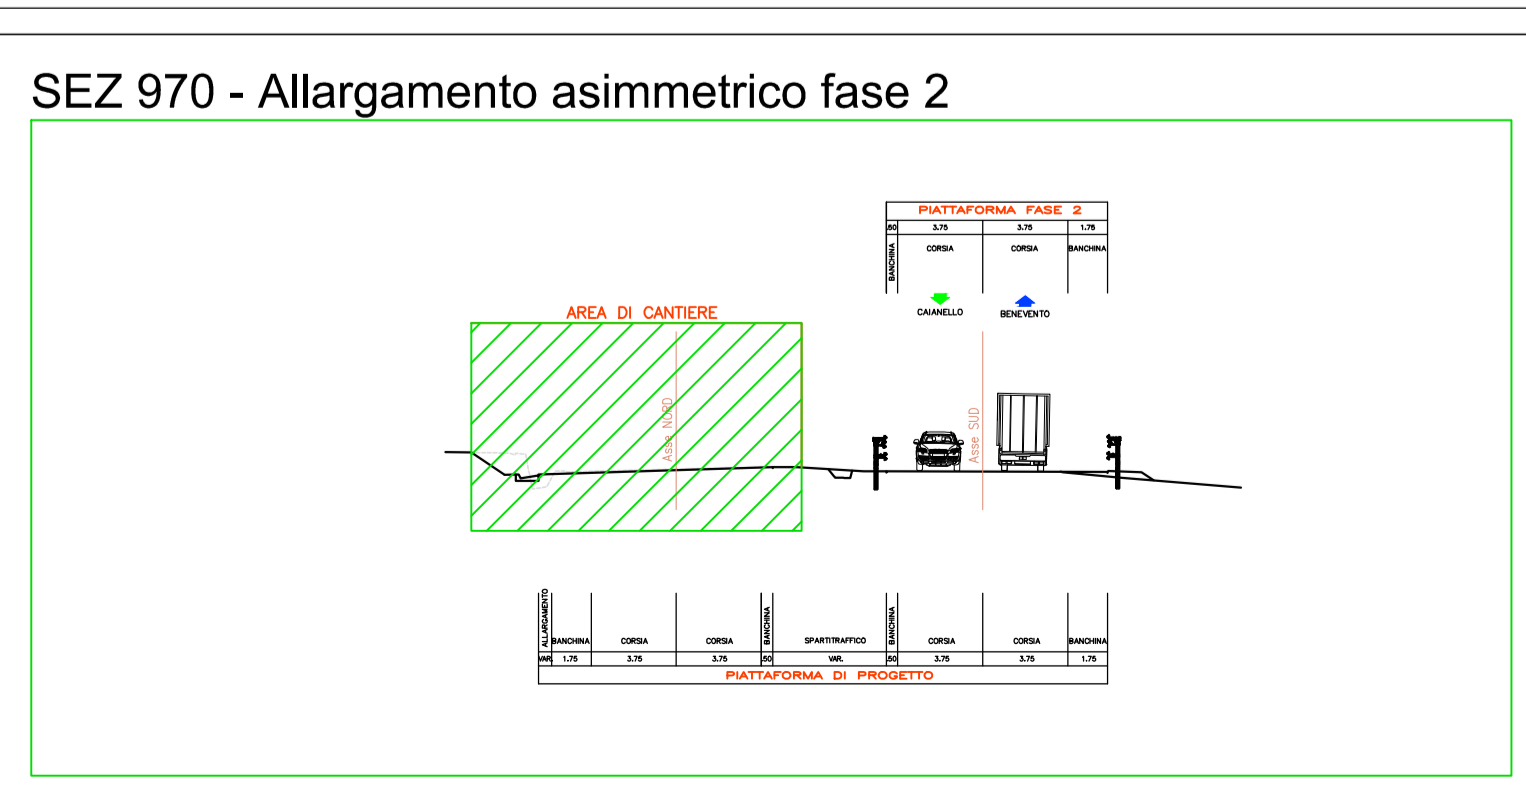 SEZ 970 - Allargamento asimmetrico fase 2
PIATTAFORMA FASE 2
.50 3.75 3.75 1.75
BANCHINA CORSIA CORSIA BANCHINA
CAIANELLO BENEVENTO
AREA DI CANTIERE
Asse NORD
Asse SUD
ALLARGAMENTO BANCHINA CORSIA CORSIA BANCHINA SPARTITRAFFICO BANCHINA CORSIA CORSIA BANCHINA
VAR. 1.75 3.75 3.75 .50 VAR. .50 3.75 3.75 1.75
PIATTAFORMA DI PROGETTO